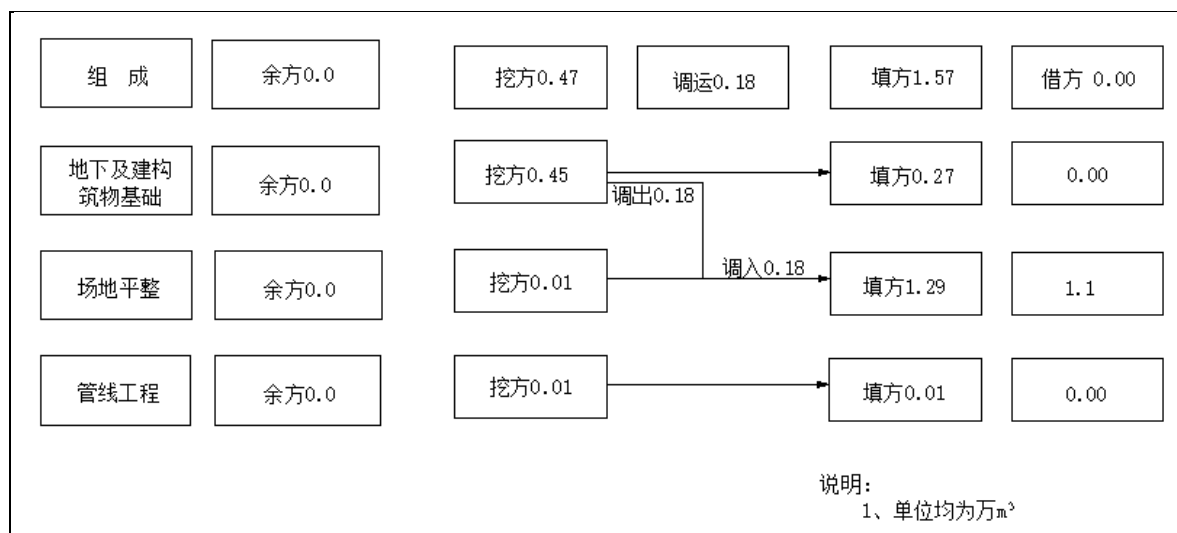 组 成
余方0.0
挖方0.47
调运0.18
填方1.57
借方 0.00
地下及建构
筑物基础
余方0.0
挖方0.45
调出0.18
填方0.27
0.00
场地平整
余方0.0
挖方0.01
调入0.18
填方1.29
1.1
管线工程
余方0.0
挖方0.01
填方0.01
0.00
说明：
1、单位均为万m³